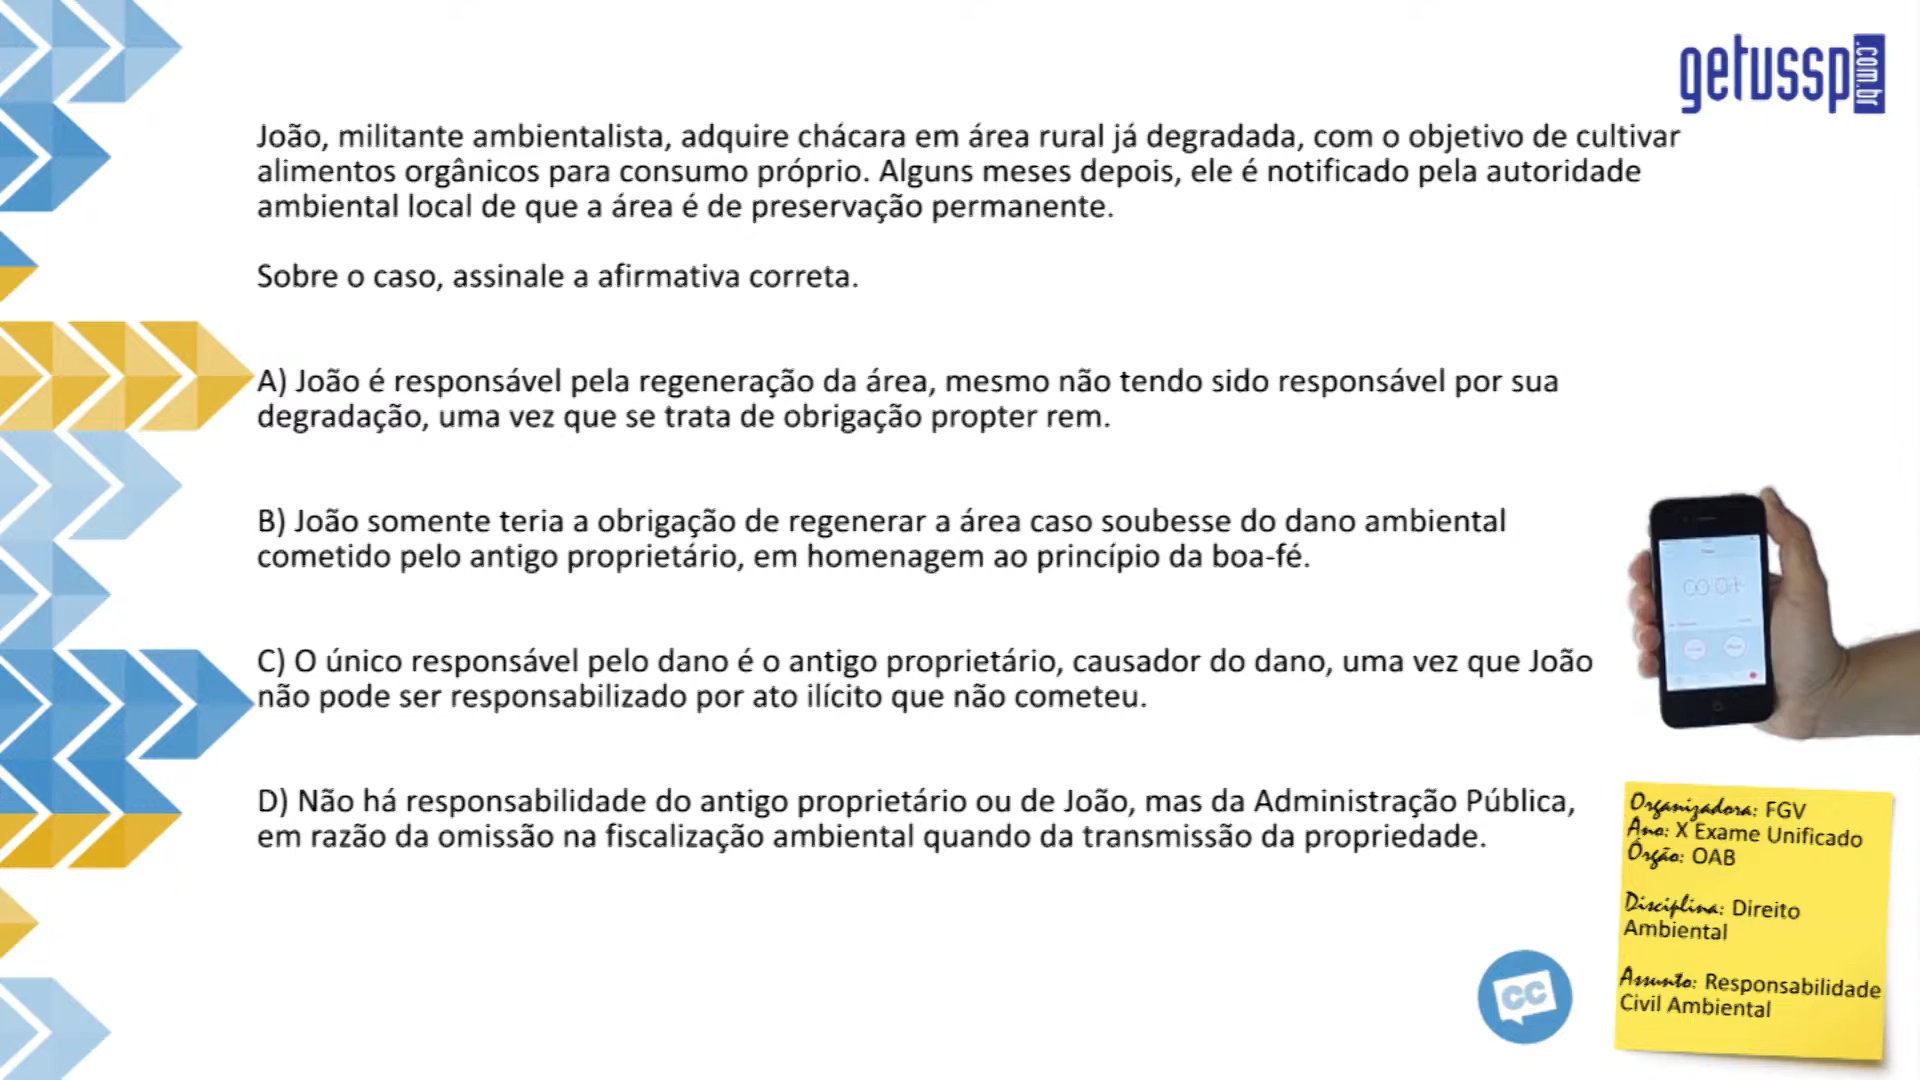 getussp.com.br
João, militante ambientalista, adquire chácara em área rural já degradada, com o objetivo de cultivar
alimentos orgânicos para consumo próprio. Alguns meses depois, ele é notificado pela autoridade
ambiental local de que a área é de preservação permanente.
Sobre o caso, assinale a afirmativa correta.
A) João é responsável pela regeneração da área, mesmo não tendo sido responsável por sua
degradação, uma vez que se trata de obrigação propter rem.
B) João somente teria a obrigação de regenerar a área caso soubesse do dano ambiental
cometido pelo antigo proprietário, em homenagem ao princípio da boa-fé.
C) O único responsável pelo dano é o antigo proprietário, causador do dano, uma vez que João
não pode ser responsabilizado por ato ilícito que não cometeu.
D) Não há responsabilidade do antigo proprietário ou de João, mas da Administração Pública,
em razão da omissão na fiscalização ambiental quando da transmissão da propriedade.
Organizadora: FGV
Ano: X Exame Unificado
Órgão: OAB
Disciplina: Direito
Ambiental
Assunto: Responsabilidade
Civil Ambiental
CC